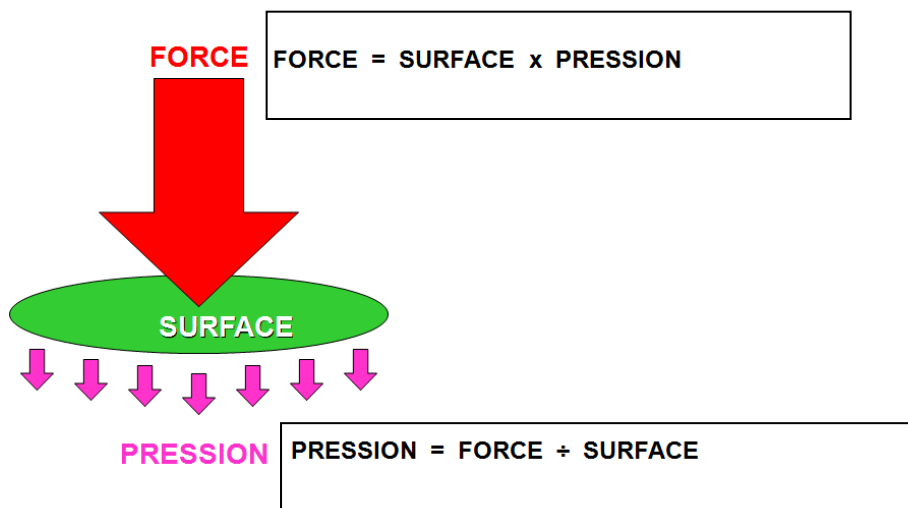 FORCE
FORCE = SURFACE x PRESSION
SURFACE
PRESSION
PRESSION = FORCE ÷ SURFACE